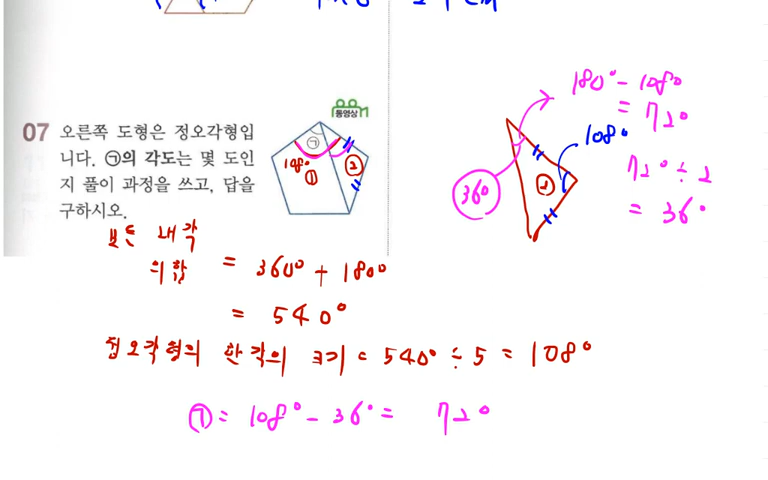 동영상
07 오른쪽 도형은 정오각형입
니다. ㉠의 각도는 몇 도인
지 풀이 과정을 쓰고, 답을
구하시오.
㉠
108°
①
②
180° - 108°
= 72°
108°
72° ÷ 2
= 36°
36°
②
모든 내각
의 합 = 360° + 180°
= 540°
정오각형의 한 각의 크기 = 540° ÷ 5 = 108°
㉠ = 108° - 36° = 72°